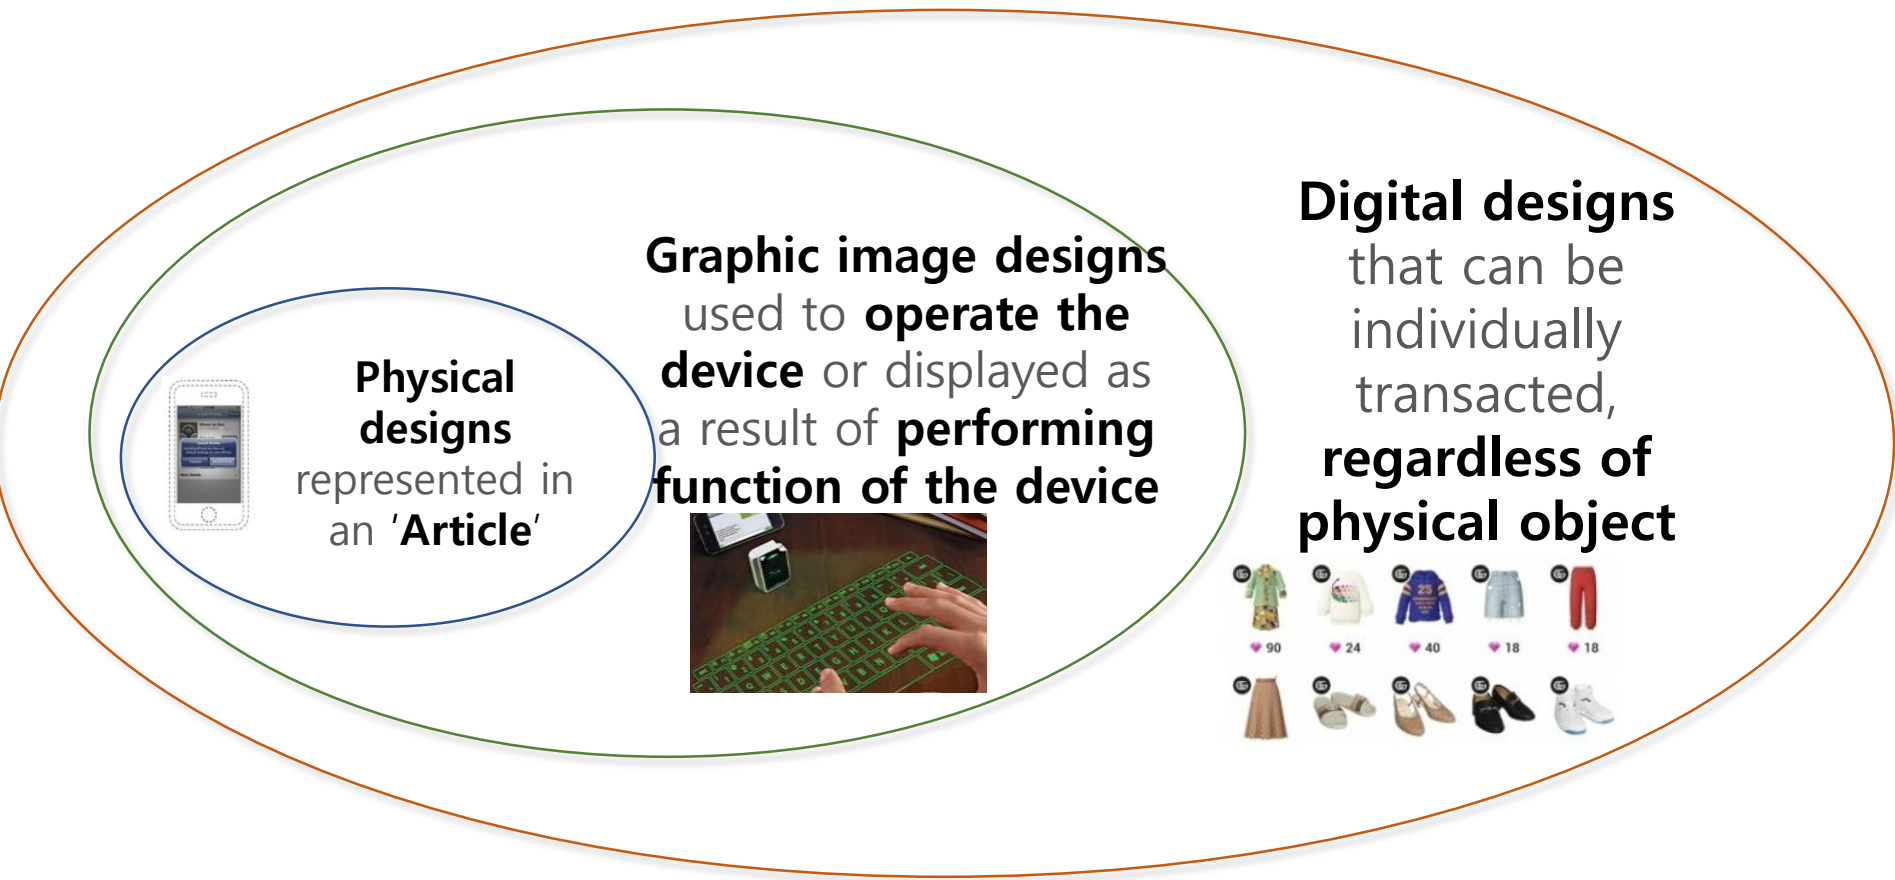 Physical
designs
represented in
an ‘Article’
Graphic image designs
used to operate the
device or displayed as
a result of performing
function of the device
Digital designs
that can be
individually
transacted,
regardless of
physical object
90
24
40
18
18
25